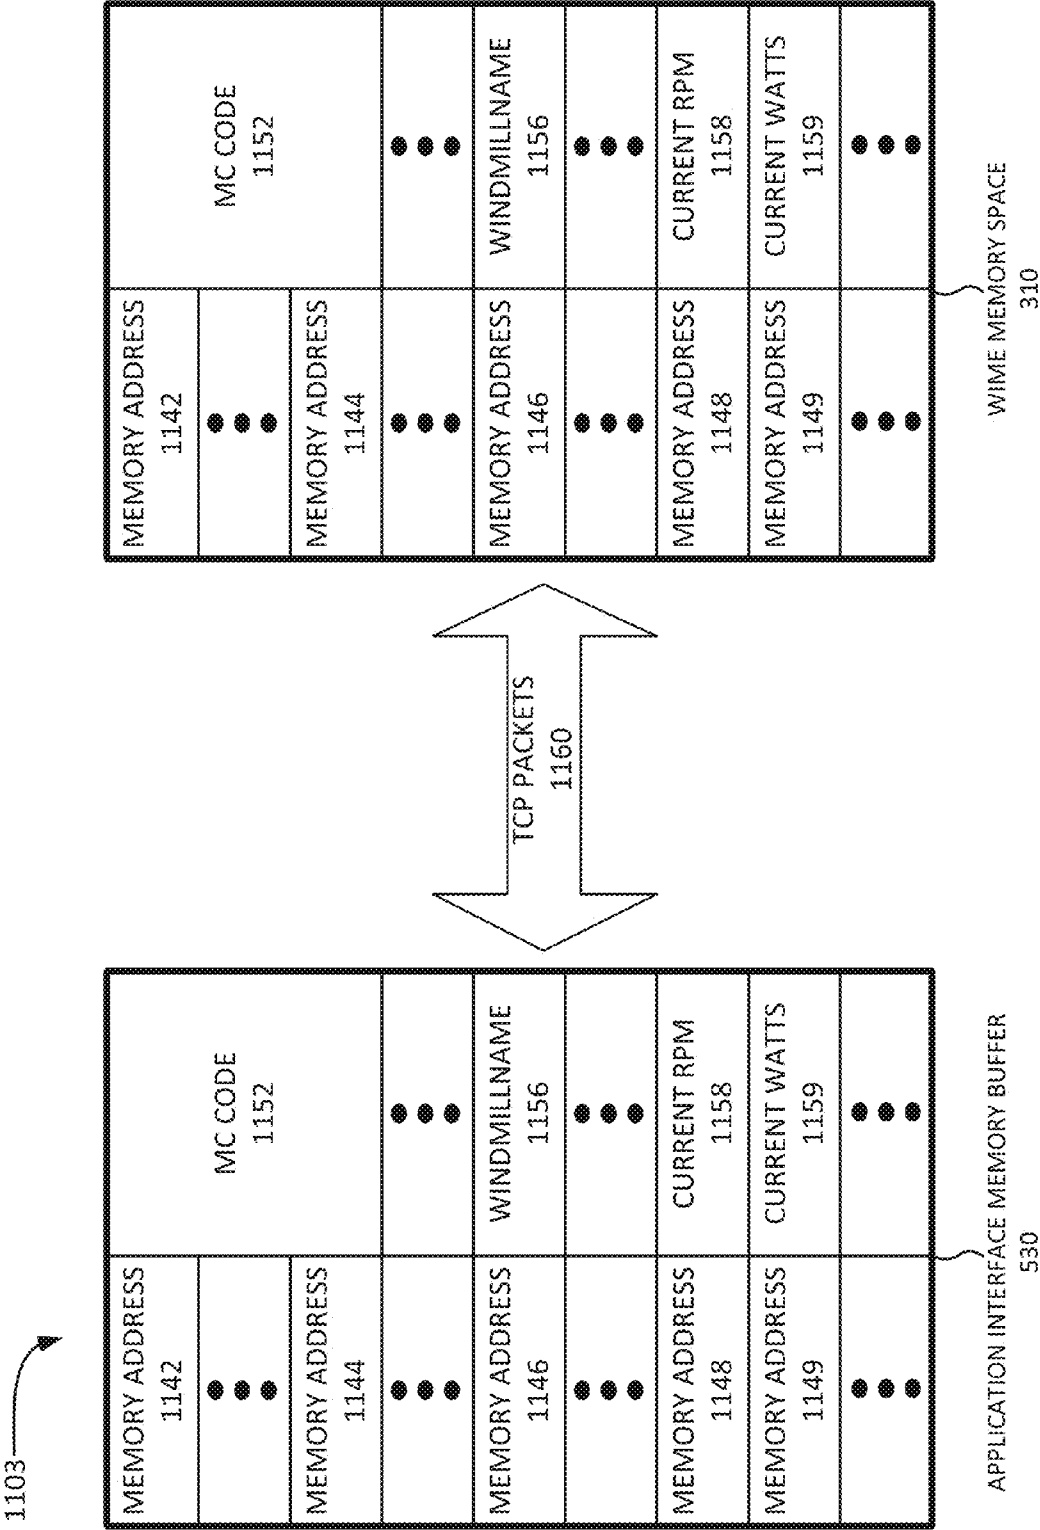 1103
MEMORY ADDRESS
1142
MC CODE
1152
MEMORY ADDRESS
1144
MEMORY ADDRESS
1146
WINDMILLNAME
1156
MEMORY ADDRESS
1148
CURRENT RPM
1158
MEMORY ADDRESS
1149
CURRENT WATTS
1159
APPLICATION INTERFACE MEMORY BUFFER
530
TCP PACKETS
1160
MEMORY ADDRESS
1142
MC CODE
1152
MEMORY ADDRESS
1144
MEMORY ADDRESS
1146
WINDMILLNAME
1156
MEMORY ADDRESS
1148
CURRENT RPM
1158
MEMORY ADDRESS
1149
CURRENT WATTS
1159
WIME MEMORY SPACE
310